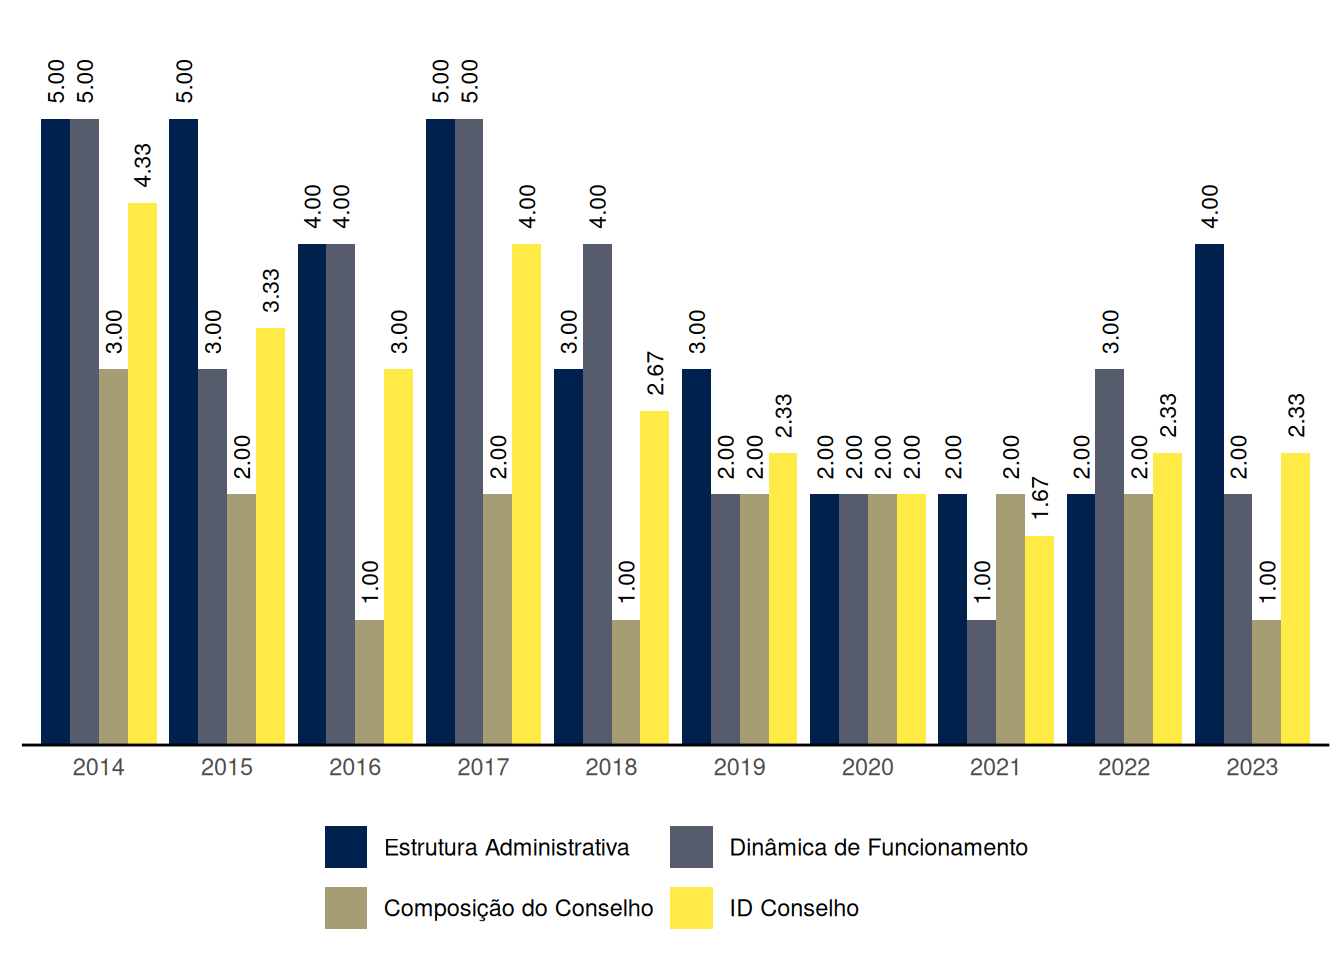 5.00 5.00 3.00 4.33 5.00 3.00 2.00 3.33 4.00 4.00 1.00 3.00 5.00 5.00 2.00 4.00 3.00 4.00 1.00 2.67 3.00 2.00 2.00 2.33 2.00 2.00 2.00 2.00 2.00 1.00 2.00 1.67 2.00 3.00 2.00 2.33 4.00 2.00 1.00 2.33
2014 2015 2016 2017 2018 2019 2020 2021 2022 2023
Estrutura Administrativa Dinâmica de Funcionamento
Composição do Conselho ID Conselho